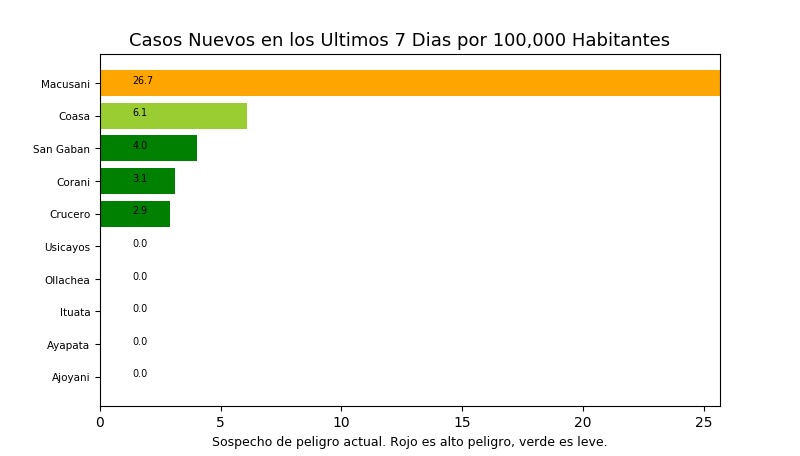 Casos Nuevos en los Ultimos 7 Dias por 100,000 Habitantes
Macusani 26.7
Coasa 6.1
San Gaban 4.0
Corani 3.1
Crucero 2.9
Usicayos 0.0
Ollachea 0.0
Ituata 0.0
Ayapata 0.0
Ajoyani 0.0
0 5 10 15 20 25
Sospecho de peligro actual. Rojo es alto peligro, verde es leve.